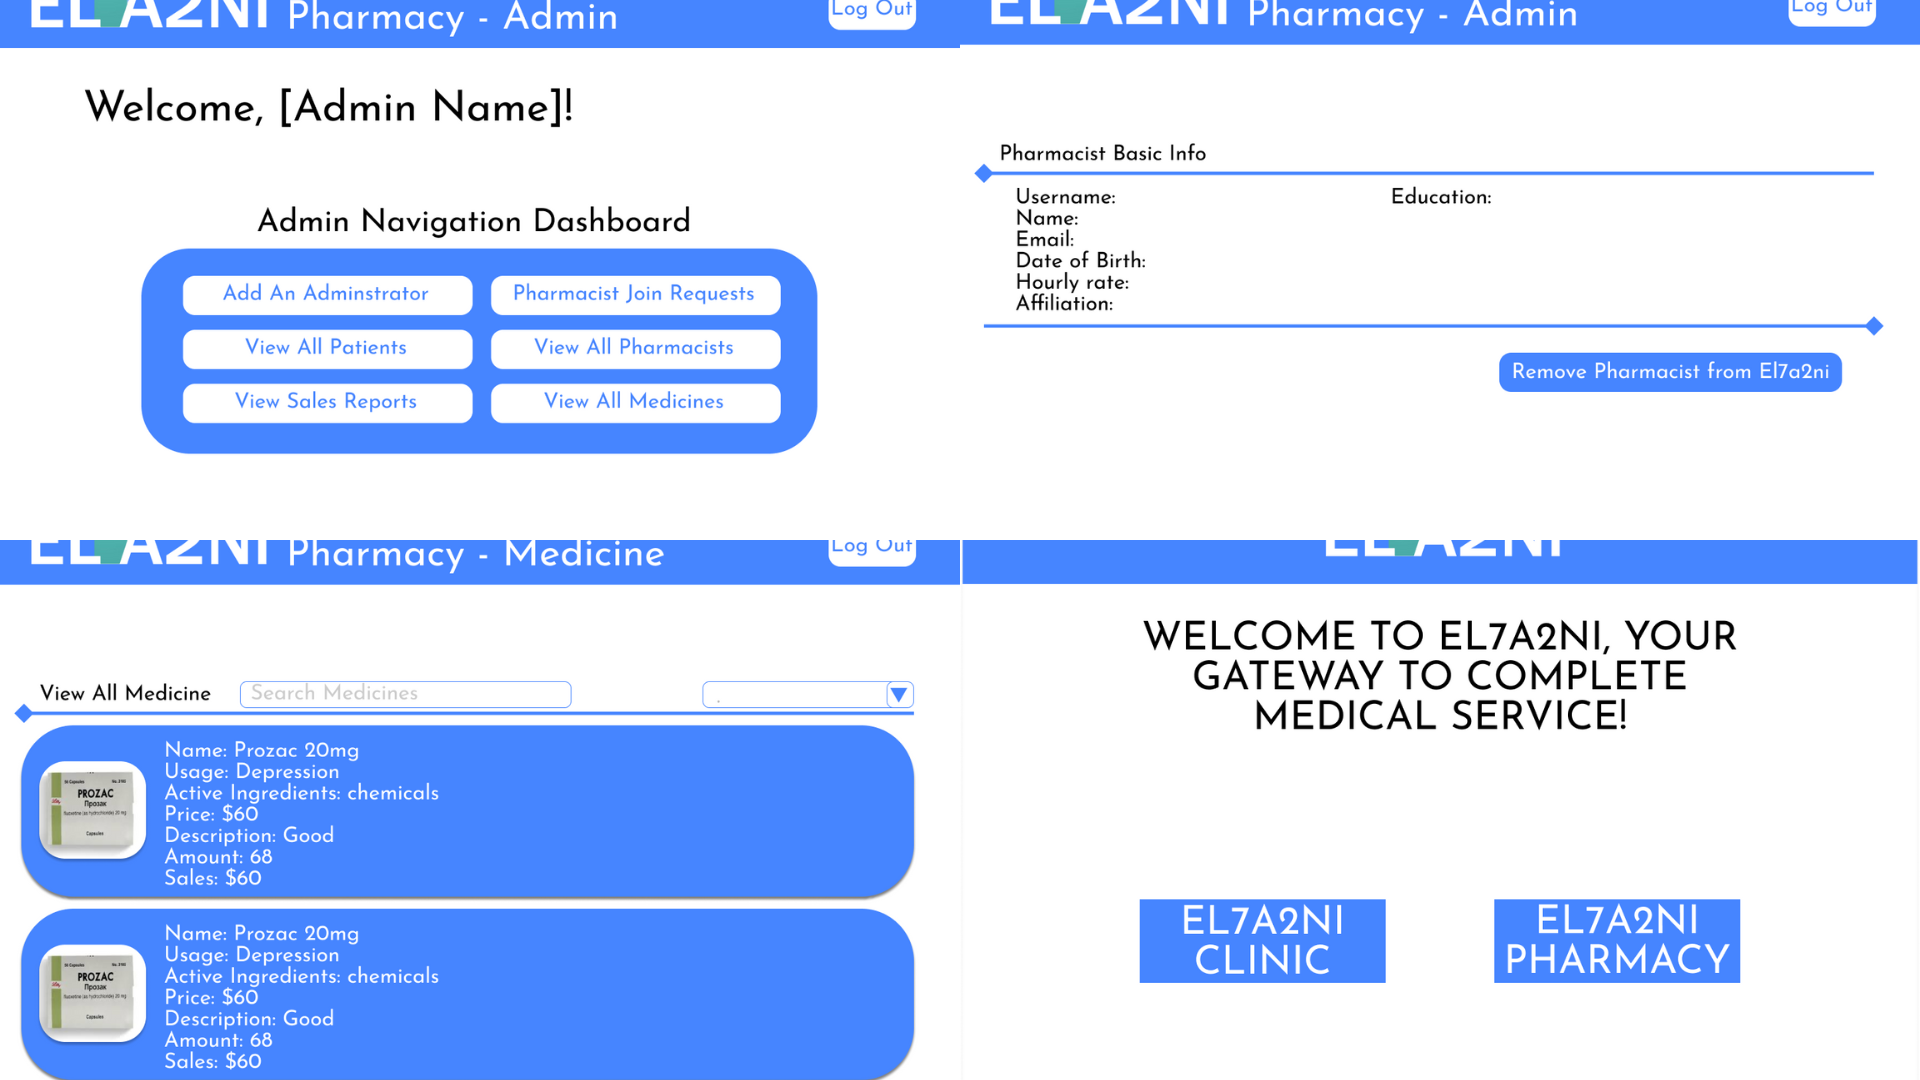 EL7A2NI Pharmacy - Admin
Log Out
Welcome, [Admin Name]!
Admin Navigation Dashboard
Add An Adminstrator
Pharmacist Join Requests
View All Patients
View All Pharmacists
View Sales Reports
View All Medicines
EL7A2NI Pharmacy - Admin
Log Out
Pharmacist Basic Info
Username:
Education:
Name:
Email:
Date of Birth:
Hourly rate:
Affiliation:
Remove Pharmacist from El7a2ni
EL7A2NI Pharmacy - Medicine
Log Out
View All Medicine
Search Medicines
.
PROZAC
Прозак
Capsules
Name: Prozac 20mg
Usage: Depression
Active Ingredients: chemicals
Price: $60
Description: Good
Amount: 68
Sales: $60
PROZAC
Прозак
Capsules
Name: Prozac 20mg
Usage: Depression
Active Ingredients: chemicals
Price: $60
Description: Good
Amount: 68
Sales: $60
EL7A2NI
WELCOME TO EL7A2NI, YOUR
GATEWAY TO COMPLETE
MEDICAL SERVICE!
EL7A2NI
CLINIC
EL7A2NI
PHARMACY